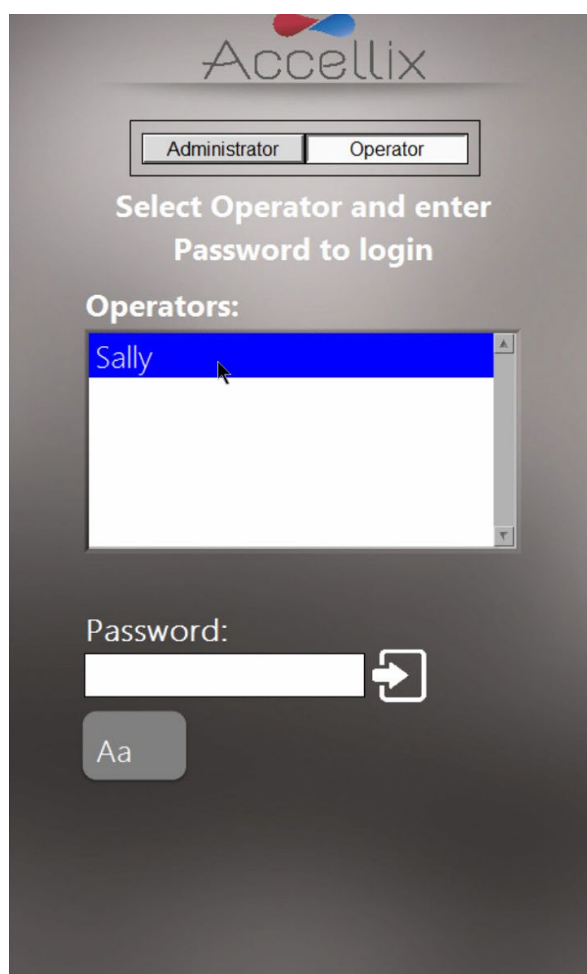 Accellix
Administrator Operator
Select Operator and enter
Password to login
Operators:
Sally
Password:
Aa